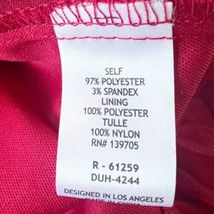 SELF
97% POLYESTER
3% SPANDEX
LINING
100% POLYESTER
TULLE
100% NYLON
RN# 139705
R - 61259
DUH-4244
DESIGNED IN LOS ANGELES